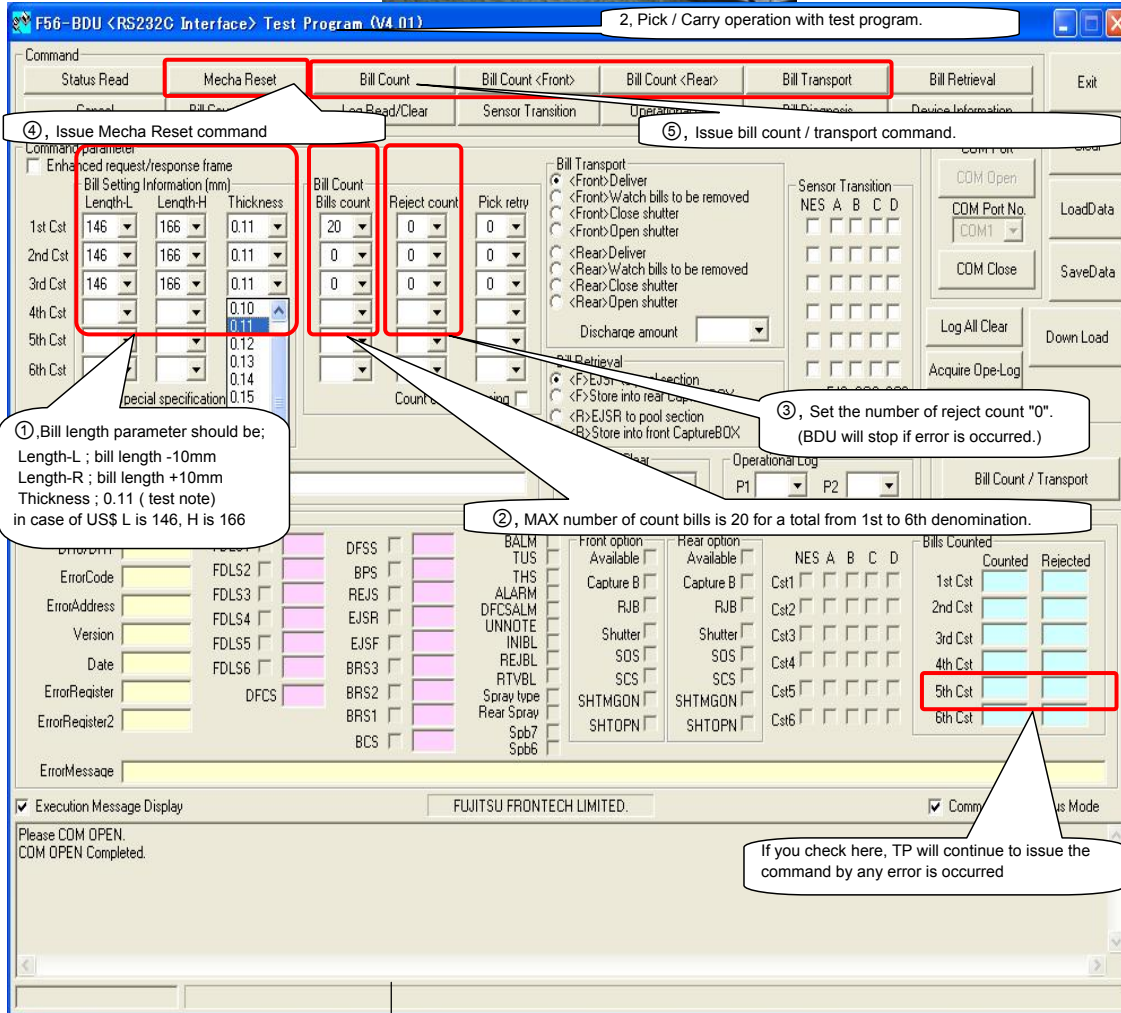 F56-BDU <RS232C Interface> Test Program (V4.01)
2, Pick / Carry operation with test program.
Command
Status Read Mecha Reset Bill Count Bill Count <Front> Bill Count <Rear> Bill Transport Bill Retrieval Exit
Log Read/Clear Sensor Transition Device Information
④, Issue Mecha Reset command
⑤, Issue bill count / transport command.
Command parameter
Enhanced request/response frame
Bill Setting Information (mm)
Length-L Length-H Thickness
Bill Count
Bills count Reject count Pick retry
1st Cst 146 166 0.11 20 0 0
2nd Cst 146 166 0.11 0 0 0
3rd Cst 146 166 0.11 0 0 0
4th Cst
5th Cst
6th Cst
0.10
0.11
0.12
0.13
0.14
0.15
Bill Transport
<Front>Deliver
<Front>Watch bills to be removed
<Front>Close shutter
<Front>Open shutter
<Rear>Deliver
<Rear>Watch bills to be removed
<Rear>Close shutter
<Rear>Open shutter
Discharge amount
Sensor Transition
NES A B C D
COM Port
COM Open
COM Port No.
COM1
COM Close
Clear
LoadData
SaveData
Log All Clear
Down Load
Acquire Ope-Log
Bill Retrieval
section
<R>EJSR to pool section
<R>Store into front CaptureBOX
①,Bill length parameter should be;
Length-L ; bill length -10mm
Length-R ; bill length +10mm
Thickness ; 0.11 ( test note)
in case of US$ L is 146, H is 166
③, Set the number of reject count "0".
(BDU will stop if error is occurred.)
Operational Log
P1 P2
Bill Count / Transport
②, MAX number of count bills is 20 for a total from 1st to 6th denomination.
ErrorCode
ErrorAddress
Version
Date
ErrorRegister
ErrorRegister2
FDLS2
FDLS3
FDLS4
FDLS5
FDLS6
DFCS
DFSS
BPS
REJS
EJSR
EJSF
BRS3
BRS2
BRS1
BCS
BALM
TUS
THS
ALARM
DFCSALM
UNNOTE
INIBL
REJBL
RTVBL
Spray type
Rear Spray
Spb7
Spb6
Front option
Available
Capture B
RJB
Shutter
SOS
SCS
SHTMGON
SHTOPN
Rear option
Available
Capture B
RJB
Shutter
SOS
SCS
SHTMGON
SHTOPN
NES A B C D
Cst1
Cst2
Cst3
Cst4
Cst5
Cst6
Bills Counted
Counted Rejected
1st Cst
2nd Cst
3rd Cst
4th Cst
5th Cst
6th Cst
ErrorMessage
Execution Message Display
FUJITSU FRONTECH LIMITED.
Mode
Please COM OPEN.
COM OPEN Completed.
If you check here, TP will continue to issue the
command by any error is occurred